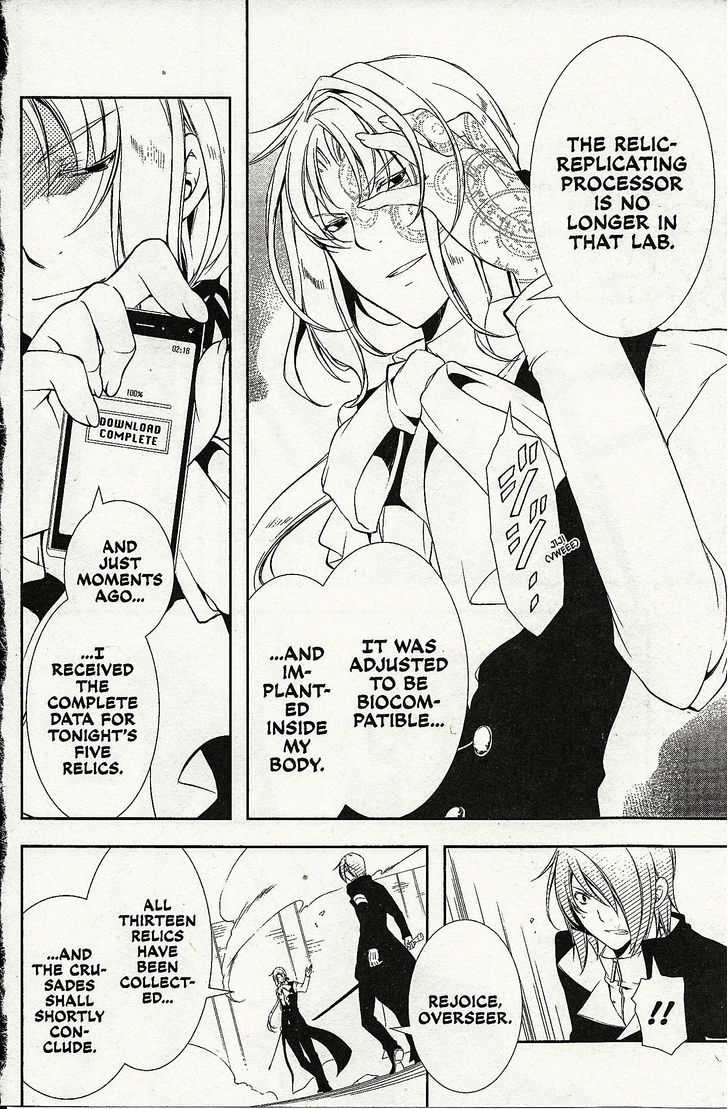 THE RELIC-
REPLICATING
PROCESSOR
IS NO
LONGER IN
THAT LAB.
ジジ・・
JIJI
(VWEEE)
IT WAS
ADJUSTED
TO BE
BIOCOM-
PATIBLE...
...AND
IM-
PLANT-
ED
INSIDE
MY
BODY.
02:18
100%
DOWNLOAD
COMPLETE
AND
JUST
MOMENTS
AGO...
...I
RECEIVED
THE
COMPLETE
DATA FOR
TONIGHT'S
FIVE
RELICS.
!!
REJOICE,
OVERSEER.
ALL
THIRTEEN
RELICS
HAVE
BEEN
COLLECT-
ED...
...AND
THE CRU-
SADES
SHALL
SHORTLY
CON-
CLUDE.